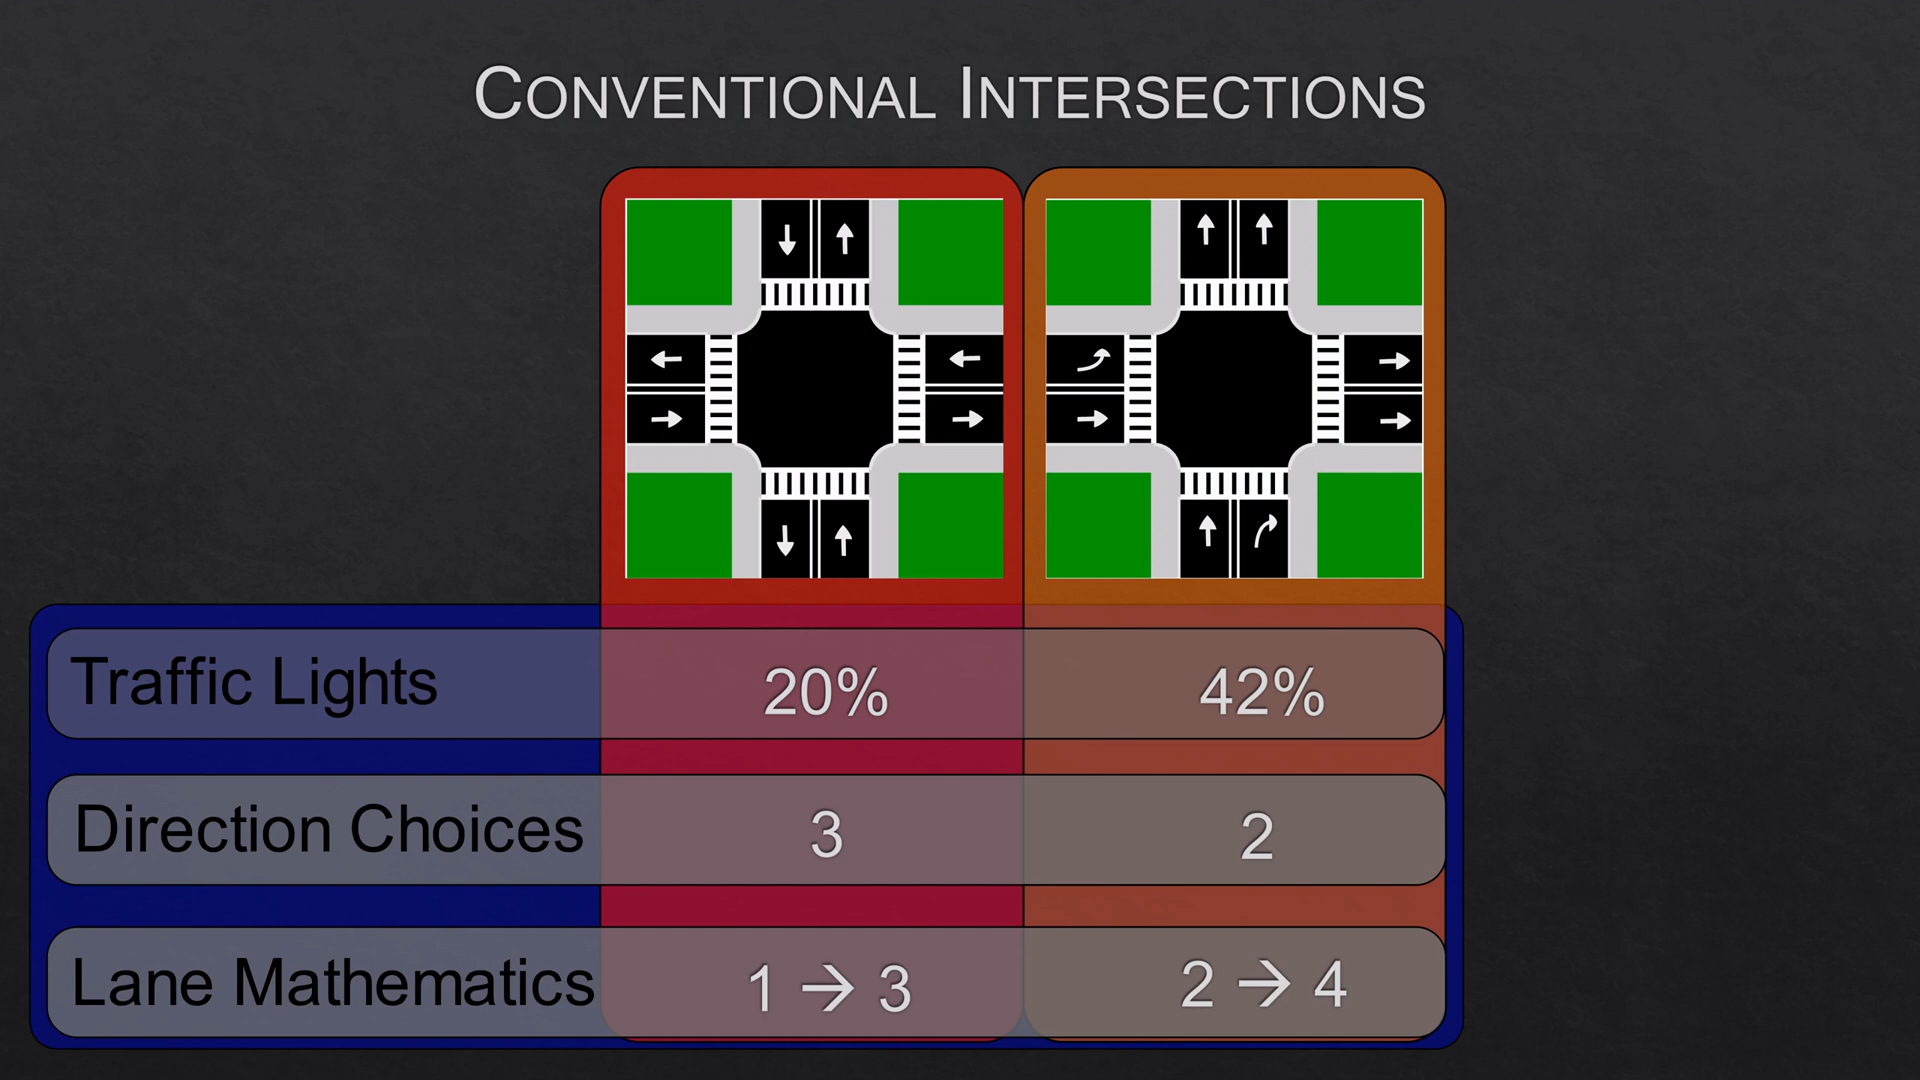 CONVENTIONAL INTERSECTIONS
Traffic Lights 20% 42%
Direction Choices 3 2
Lane Mathematics 1 → 3 2 → 4